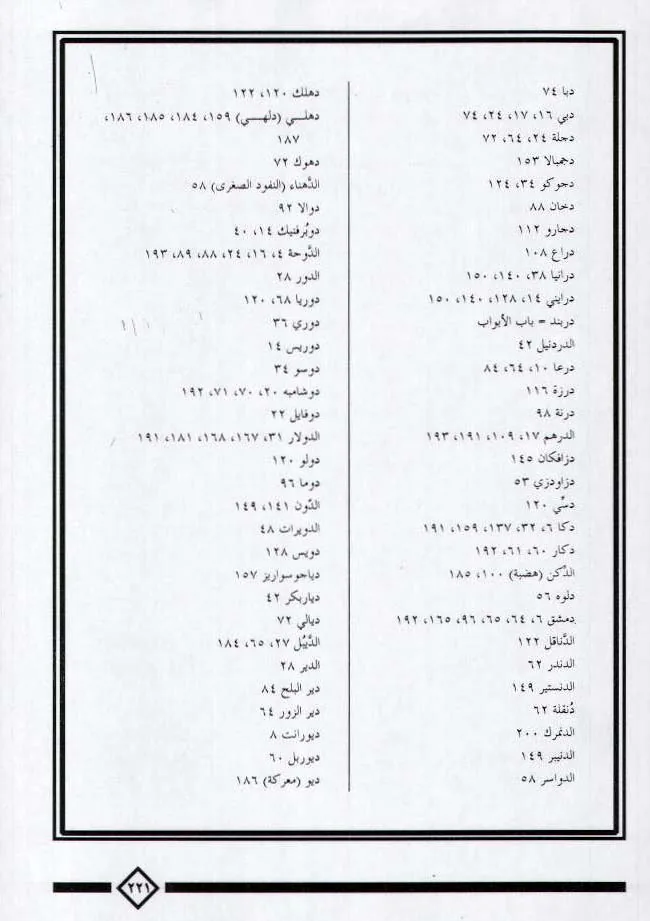 دبا ٧٤
دبي ١٦، ١٧، ٢٤، ٧٤
دجلة ٢٤، ٦٤، ٧٢
دجمبالا ١٥٣
دجوكو ٣٤، ١٢٤
دخان ٨٨
دجارو ١١٢
دراع ١٠٨
درانيا ٣٨، ١٤٠، ١٥٠
درايني ١٤، ١٢٨، ١٤٠، ١٥٠
دربند = باب الأبواب
الدردنيل ٤٢
درعا ١٠، ٦٤، ٨٤
درزة ١١٦
درنة ٩٨
الدرهم ١٧، ١٠٩، ١٩١، ١٩٣
دزافكان ١٤٥
دزاودزي ٥٣
دسِّي ١٢٠
دكا ٦، ٣٢، ١٣٧، ١٥٩، ١٩١
دكار ٦٠، ٦١، ١٩٢
الدّكن (هضبة) ١٠٠، ١٨٥
دلوه ٥٦
دمشق ٦، ٦٤، ٦٥، ٩٦، ١٦٥، ١٩٢
الدَّناقل ١٢٢
الدندر ٦٢
الدنستير ١٤٩
دُنقلة ٦٢
الدنمرك ٢٠٠
الدنيبر ١٤٩
الدواسر ٥٨
دهلك ١٢٠، ١٢٢
دهلـــي (دلهـــي) ١٥٩، ١٨٤، ١٨٥، ١٨٦،
١٨٧
دهوك ٧٢
الدَّهناء (النفود الصغرى) ٥٨
دوالا ٩٢
دوبُرفنيك ١٤، ٤٠
الدَّوحة ٤، ١٦، ٢٤، ٨٨، ٨٩، ١٩٣
الدور ٢٨
دوريا ٦٨، ١٢٠
دوري ٣٦
دوريس ١٤
دوسو ٣٤
دوشامبه ٢٠، ٧٠، ٧١، ١٩٢
دوفايل ٢٢
الدولار ٣١، ١٦٧، ١٦٨، ١٨١، ١٩١
دولو ١٢٠
دوما ٩٦
الدّون ١٤١، ١٤٩
الدويرات ٤٨
دويس ١٢٨
دياجوسواريز ١٥٧
دياربكر ٤٢
ديالي ٧٢
الدَّيبُل ٢٧، ٦٥، ١٨٤
الدير ٢٨
دير البلح ٨٤
دير الزور ٦٤
ديورانت ٨
ديوربل ٦٠
ديو (معركة) ١٨٦
٢٢١